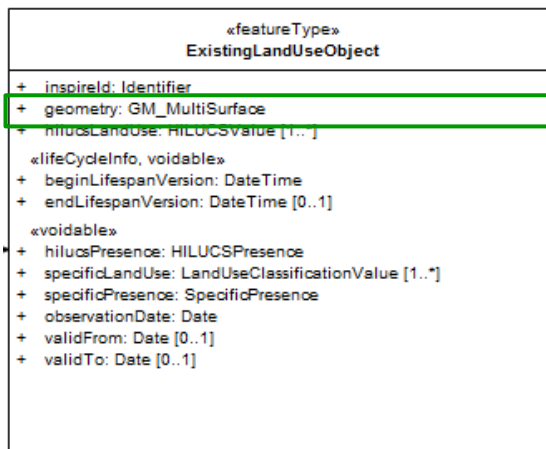 «featureType»
ExistingLandUseObject
+ inspireId: Identifier
+ geometry: GM_MultiSurface
+ hilucsLandUse: HILUCSValue [1..*]
«lifeCycleInfo, voidable»
+ beginLifespanVersion: DateTime
+ endLifespanVersion: DateTime [0..1]
«voidable»
+ hilucsPresence: HILUCSPresence
+ specificLandUse: LandUseClassificationValue [1..*]
+ specificPresence: SpecificPresence
+ observationDate: Date
+ validFrom: Date [0..1]
+ validTo: Date [0..1]